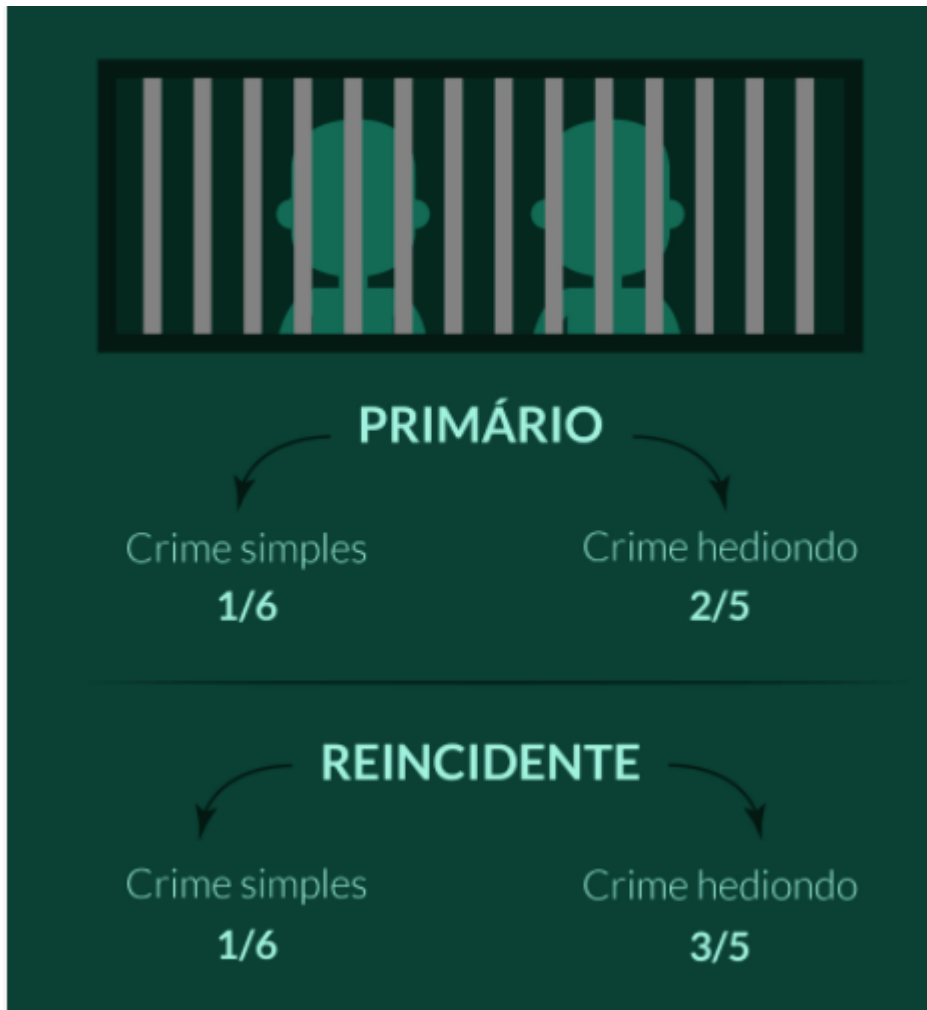 PRIMÁRIO
Crime simples
Crime hediondo
1/6
2/5
REINCIDENTE
Crime simples
Crime hediondo
1/6
3/5